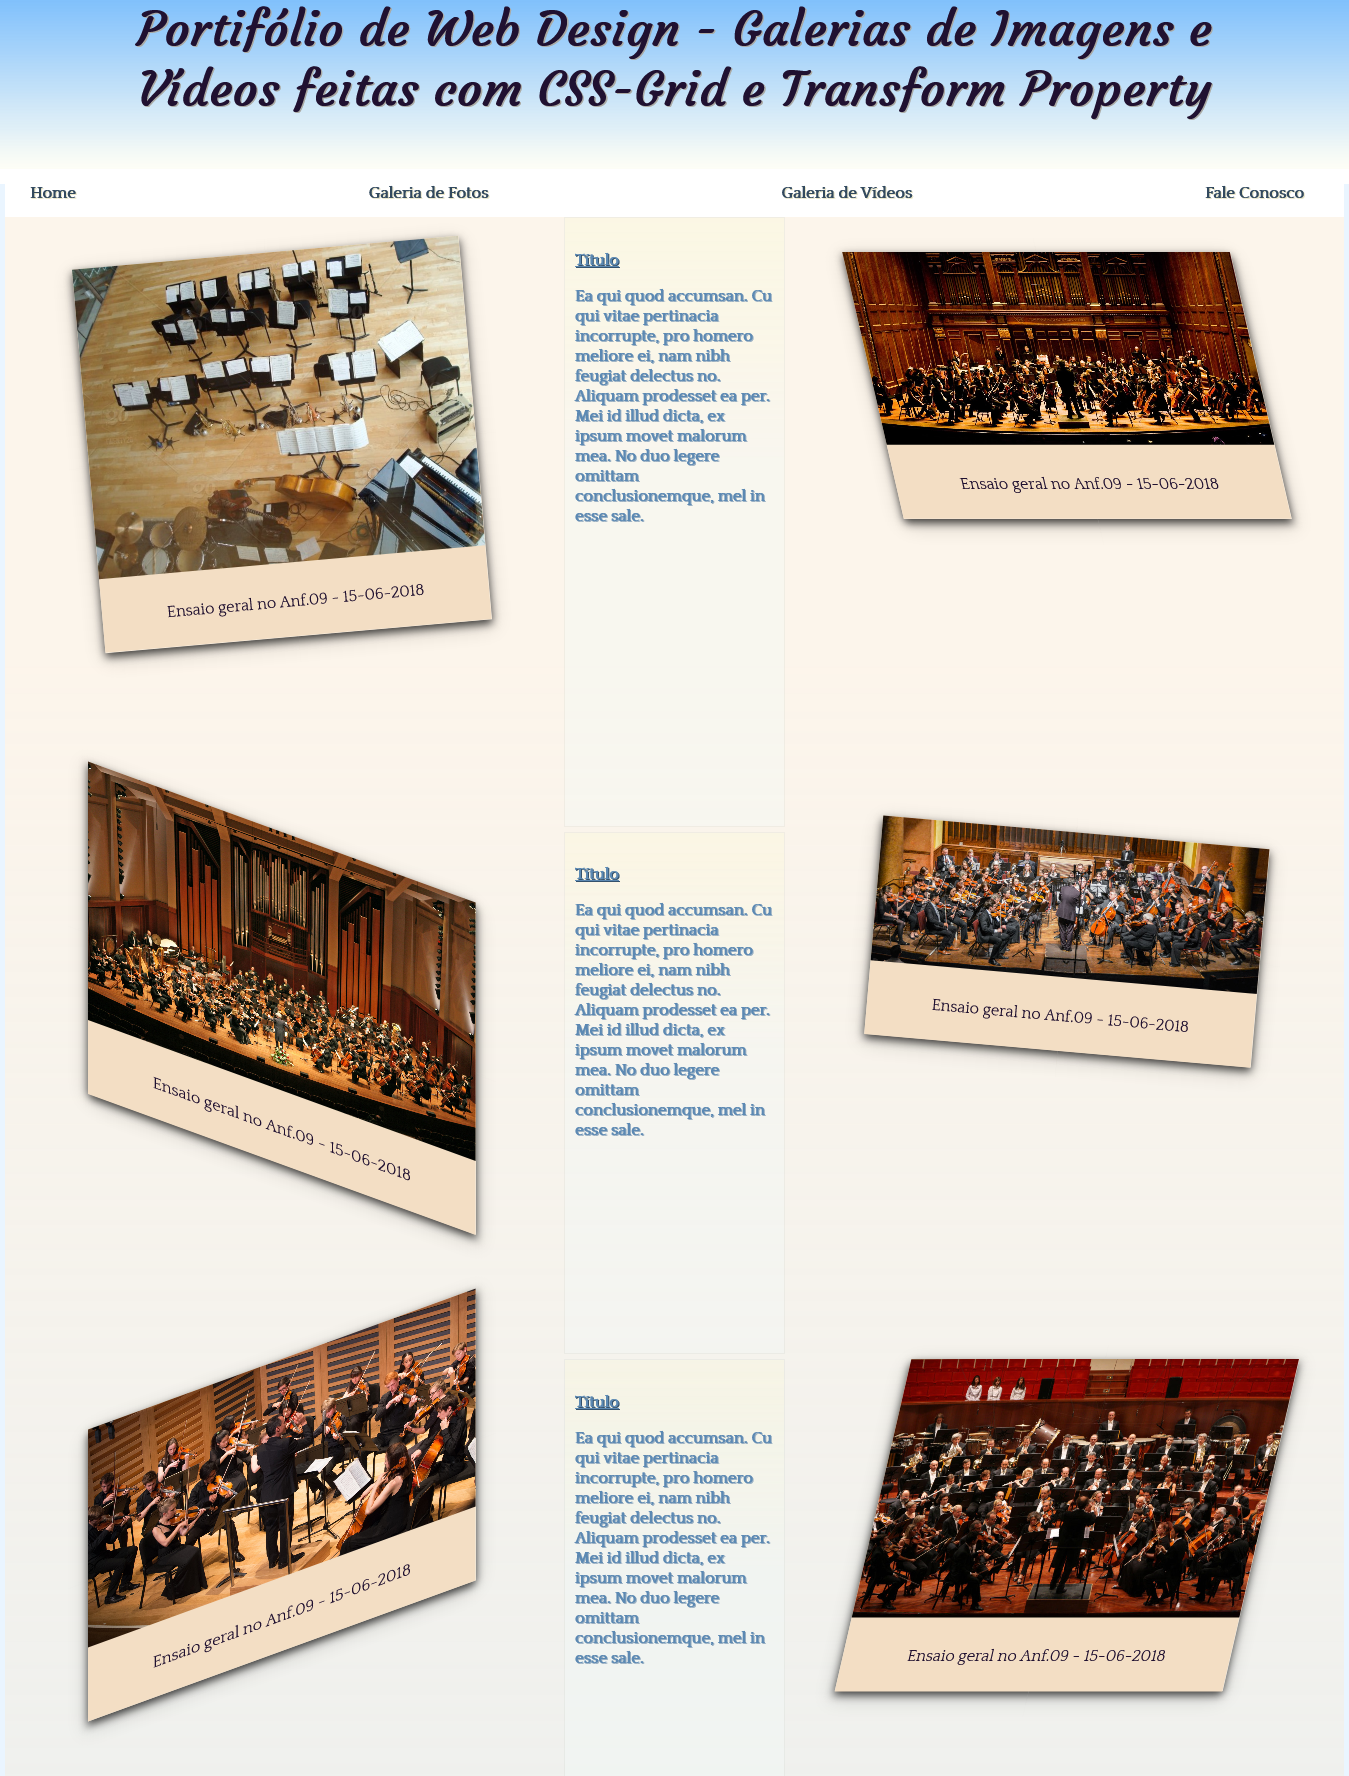 Portifólio de Web Design - Galerias de Imagens e
Vídeos feitas com CSS-Grid e Transform Property
Home
Galeria de Fotos
Galeria de Vídeos
Fale Conosco
Ensaio geral no Anf.09 - 15-06-2018
Título
Ea qui quod accumsan. Cu
qui vitae pertinacia
incorrupte, pro homero
meliore ei, nam nibh
feugiat delectus no.
Aliquam prodesset ea per.
Mei id illud dicta, ex
ipsum movet malorum
mea. No duo legere
omittam
conclusionemque, mel in
esse sale.
Ensaio geral no Anf.09 - 15-06-2018
Ensaio geral no Anf.09 - 15-06-2018
Título
Ea qui quod accumsan. Cu
qui vitae pertinacia
incorrupte, pro homero
meliore ei, nam nibh
feugiat delectus no.
Aliquam prodesset ea per.
Mei id illud dicta, ex
ipsum movet malorum
mea. No duo legere
omittam
conclusionemque, mel in
esse sale.
Ensaio geral no Anf.09 - 15-06-2018
Ensaio geral no Anf.09 - 15-06-2018
Título
Ea qui quod accumsan. Cu
qui vitae pertinacia
incorrupte, pro homero
meliore ei, nam nibh
feugiat delectus no.
Aliquam prodesset ea per.
Mei id illud dicta, ex
ipsum movet malorum
mea. No duo legere
omittam
conclusionemque, mel in
esse sale.
Ensaio geral no Anf.09 - 15-06-2018